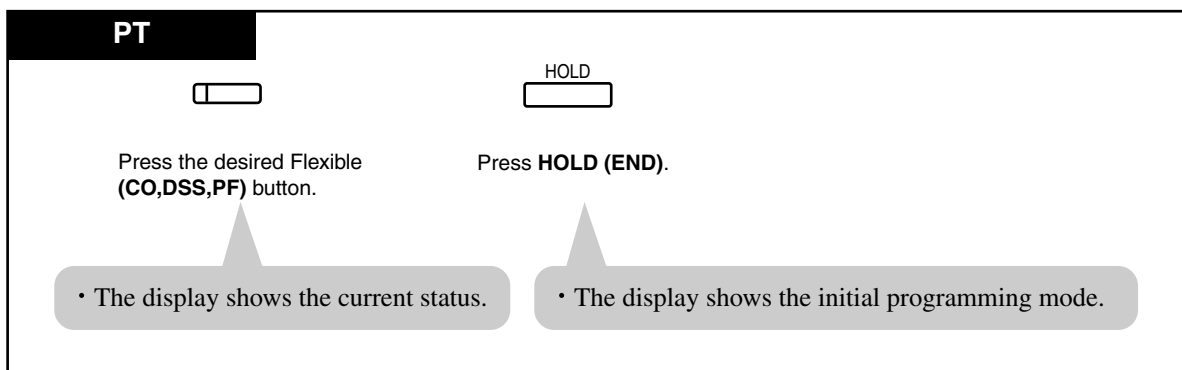 PT
HOLD
Press the desired Flexible
(CO,DSS,PF) button.
Press HOLD (END).
・The display shows the current status.
・The display shows the initial programming mode.